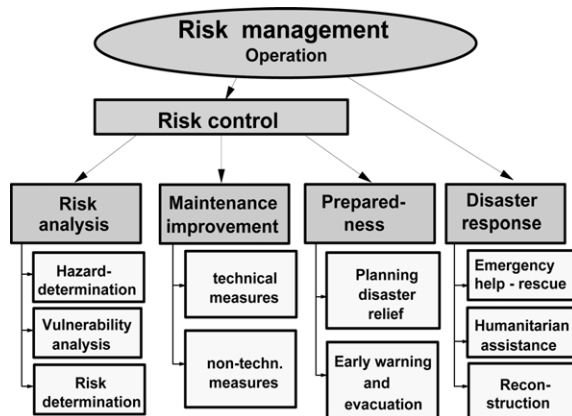 Risk management
Operation
Risk control
Risk
analysis
Maintenance
improvement
Prepared-
ness
Disaster
response
Hazard-
determination
Vulnerability
analysis
Risk
determination
technical
measures
non-techn.
measures
Planning
disaster
relief
Early warning
and
evacuation
Emergency
help - rescue
Humanitarian
assistance
Recon-
struction